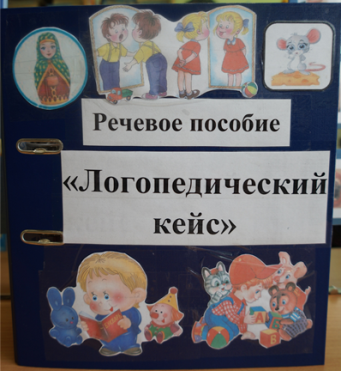 Речевое пособие
«Логопедический
кейс»